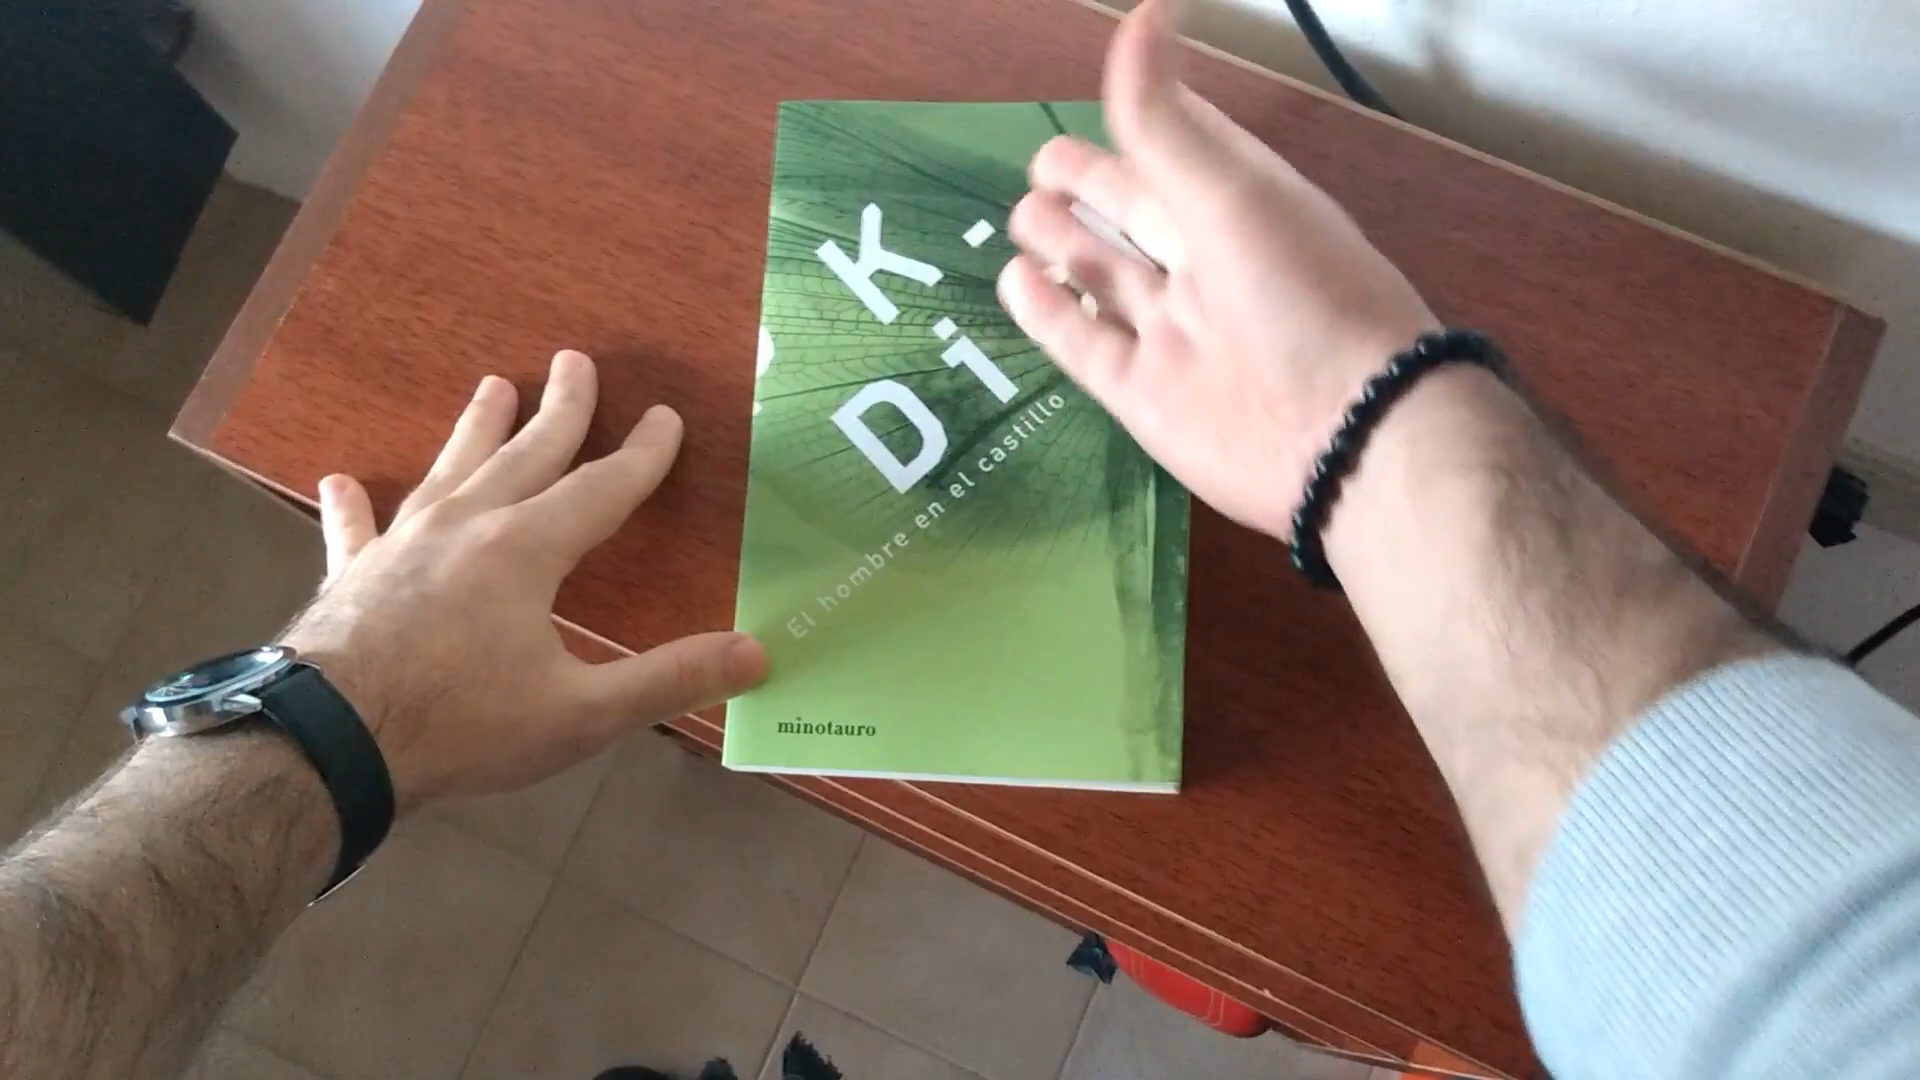 K.
Di
El hombre en el castillo
minotauro